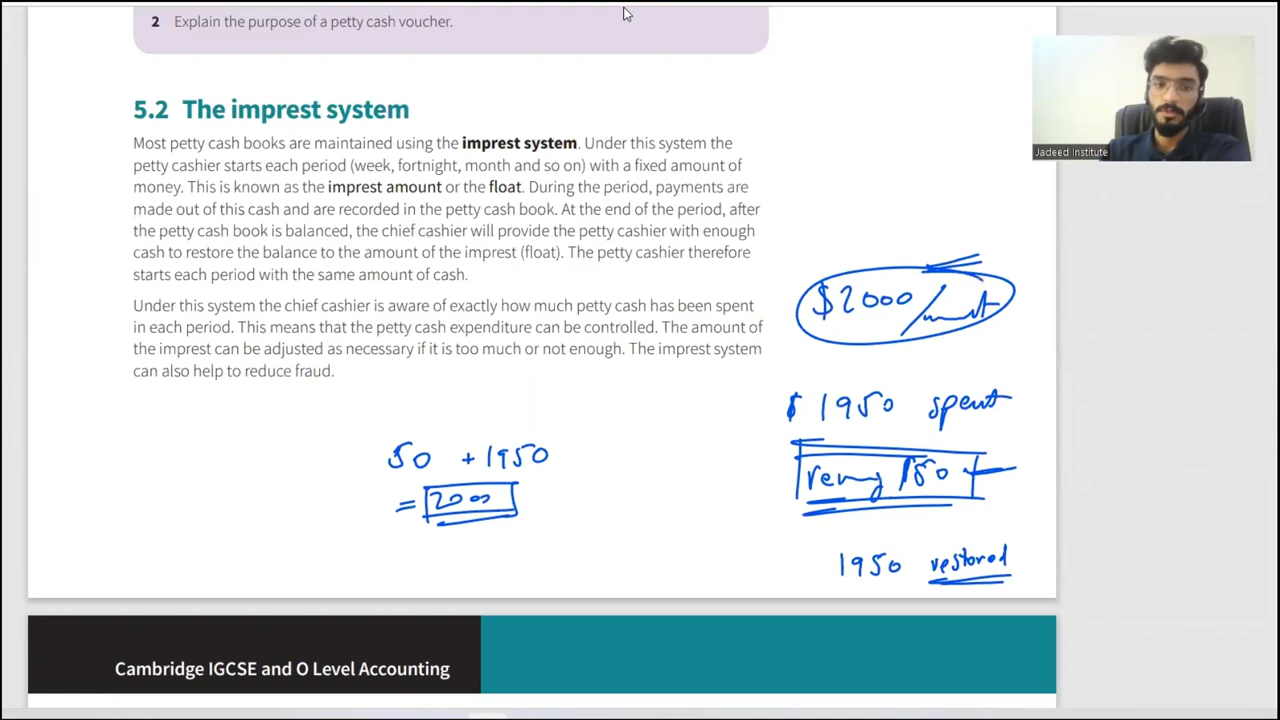 2 Explain the purpose of a petty cash voucher.
Jadeed Institute
5.2 The imprest system
Most petty cash books are maintained using the imprest system. Under this system the
petty cashier starts each period (week, fortnight, month and so on) with a fixed amount of
money. This is known as the imprest amount or the float. During the period, payments are
made out of this cash and are recorded in the petty cash book. At the end of the period, after
the petty cash book is balanced, the chief cashier will provide the petty cashier with enough
cash to restore the balance to the amount of the imprest (float). The petty cashier therefore
starts each period with the same amount of cash.
Under this system the chief cashier is aware of exactly how much petty cash has been spent
in each period. This means that the petty cash expenditure can be controlled. The amount of
the imprest can be adjusted as necessary if it is too much or not enough. The imprest system
can also help to reduce fraud.
$2000/
$ 1950 spent
50 + 1950
= 2000
$50
1950 restored
Cambridge IGCSE and O Level Accounting